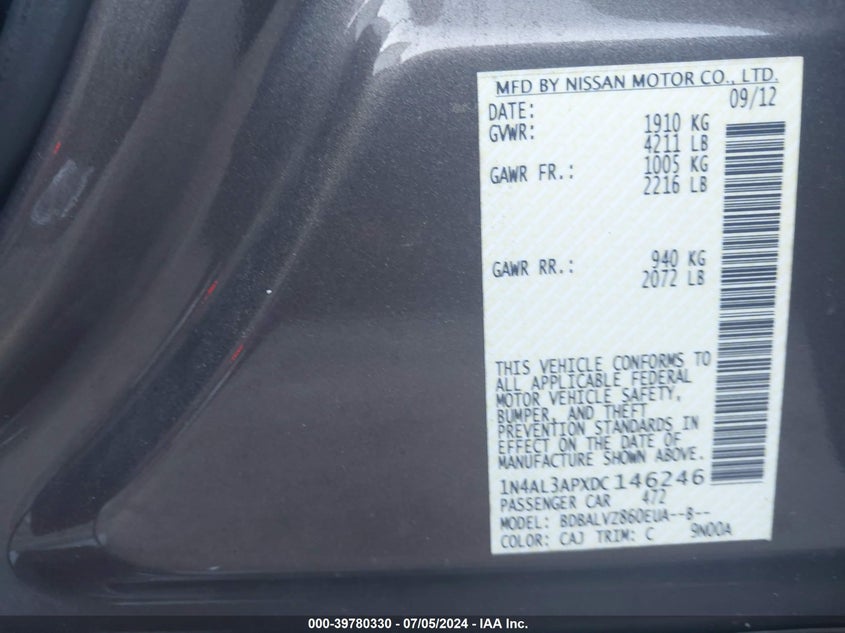 MFD BY NISSAN MOTOR CO., LTD.
DATE: 09/12
GVWR: 1910 KG
4211 LB
GAWR FR.: 1005 KG
2216 LB
GAWR RR.: 940 KG
2072 LB
THIS VEHICLE CONFORMS TO
ALL APPLICABLE FEDERAL
MOTOR VEHICLE SAFETY,
BUMPER, AND THEFT
PREVENTION STANDARDS IN
EFFECT ON THE DATE OF
MANUFACTURE SHOWN ABOVE.
1N4AL3APXDC146246
PASSENGER CAR 472
MODEL: BDBALVZ860EUA--B--
COLOR: CAJ TRIM: C 9N00A
000-39780330 - 07/05/2024 - IAA Inc.